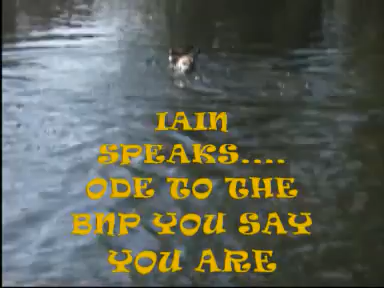 IAIN
SPEAKS....
ODE TO THE
BNP YOU SAY
YOU ARE